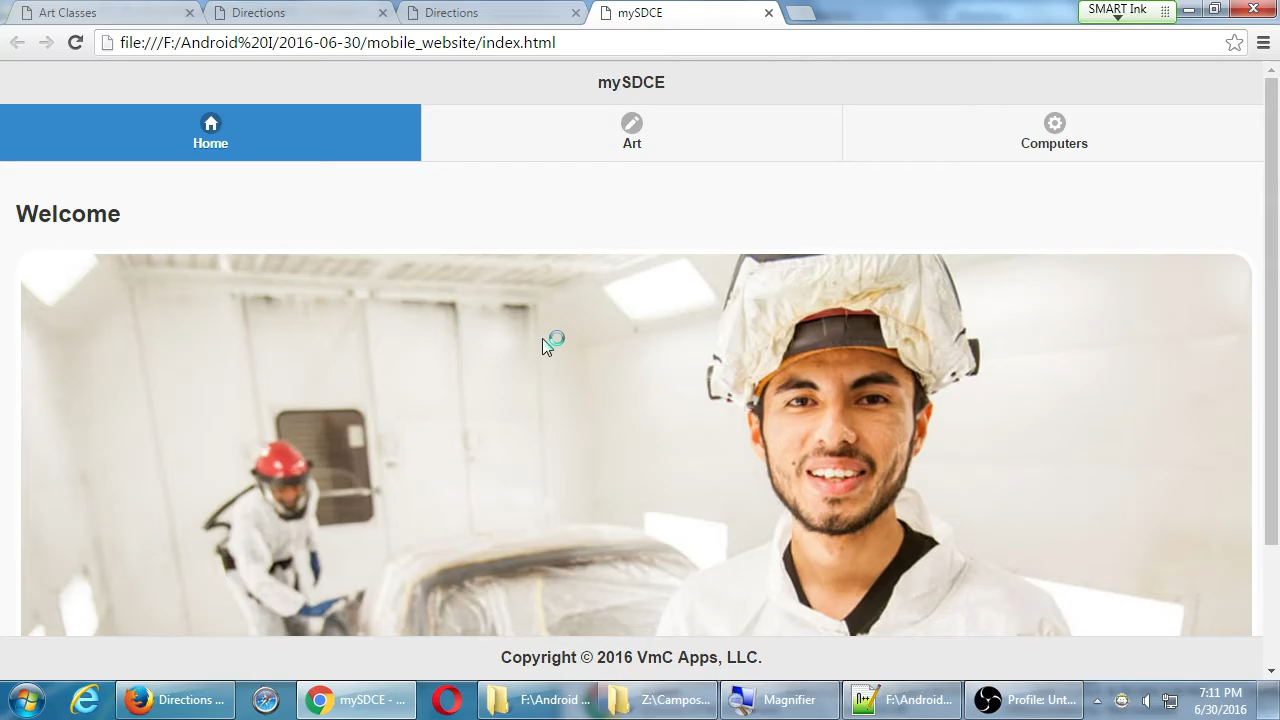 Art Classes
Directions
Directions
mySDCE
SMART Ink
file:///F:/Android%20I/2016-06-30/mobile_website/index.html
mySDCE
Home
Art
Computers
Welcome
Copyright © 2016 VmC Apps, LLC.
Directions ...
mySDCE - ...
F:\Android ...
Z:\Campos...
Magnifier
F:\Android...
Profile: Unt...
7:11 PM
6/30/2016